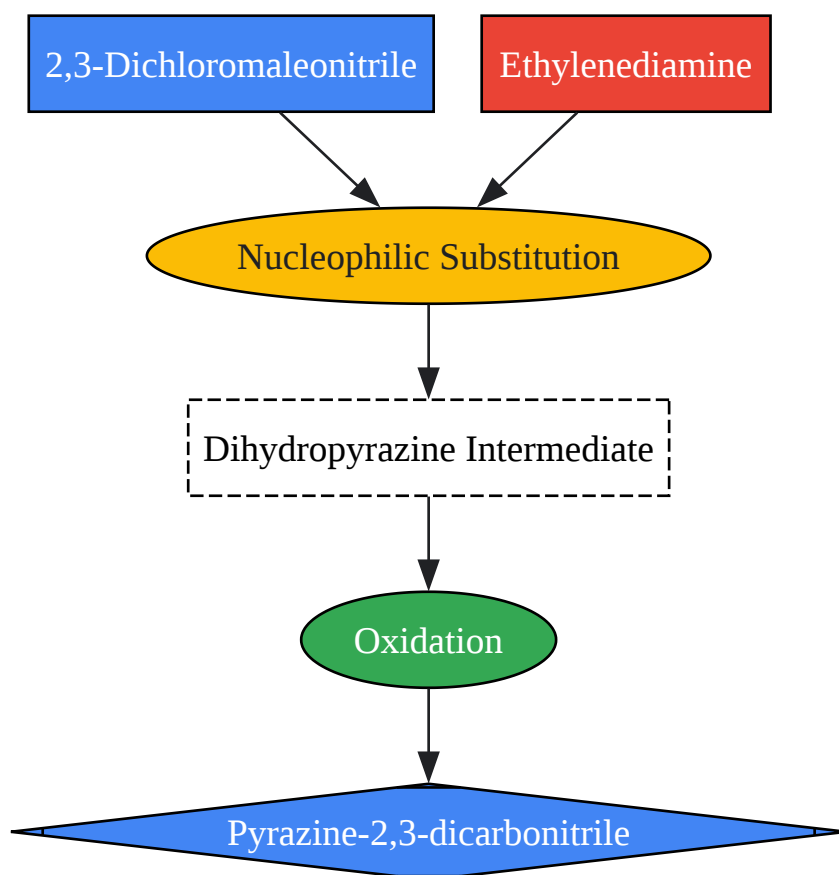 2,3-Dichloromaleonitrile
Ethylenediamine
Nucleophilic Substitution
Dihydropyrazine Intermediate
Oxidation
Pyrazine-2,3-dicarbonitrile